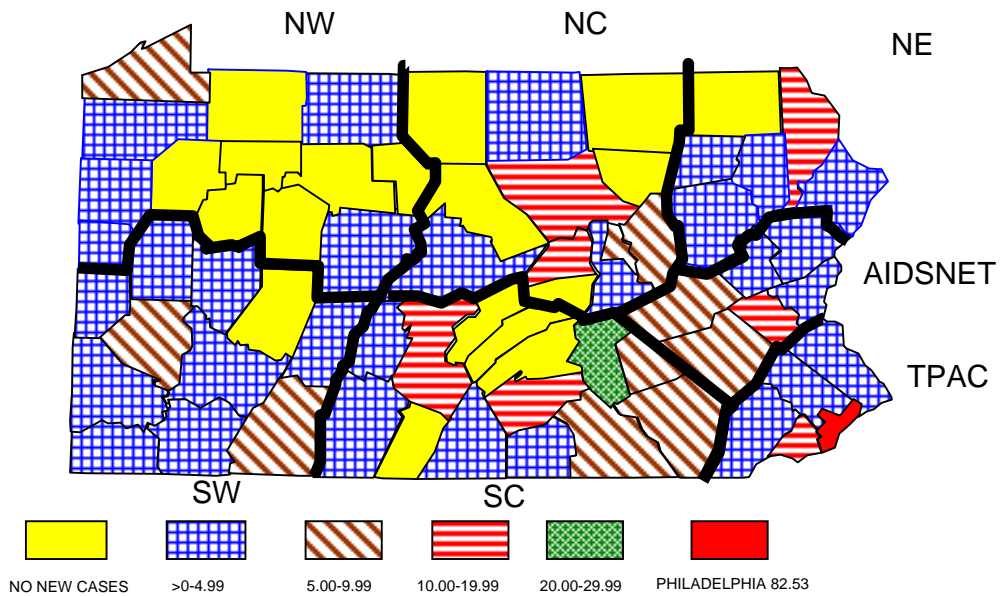 NW
NC
NE
AIDSNET
TPAC
SW
SC
NO NEW CASES
>0-4.99
5.00-9.99
10.00-19.99
20.00-29.99
PHILADELPHIA 82.53